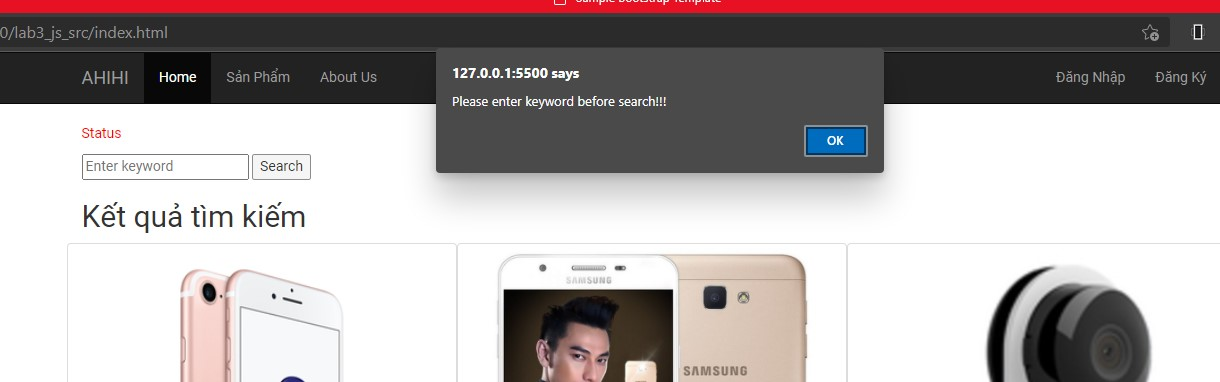 Sample Bootstrap Template
0/lab3_js_src/index.html
AHIHI Home Sản Phẩm About Us Đăng Nhập Đăng Ký
127.0.0.1:5500 says
Please enter keyword before search!!!
OK
Status
Enter keyword Search
Kết quả tìm kiếm
SAMSUNG
SAMSUNG